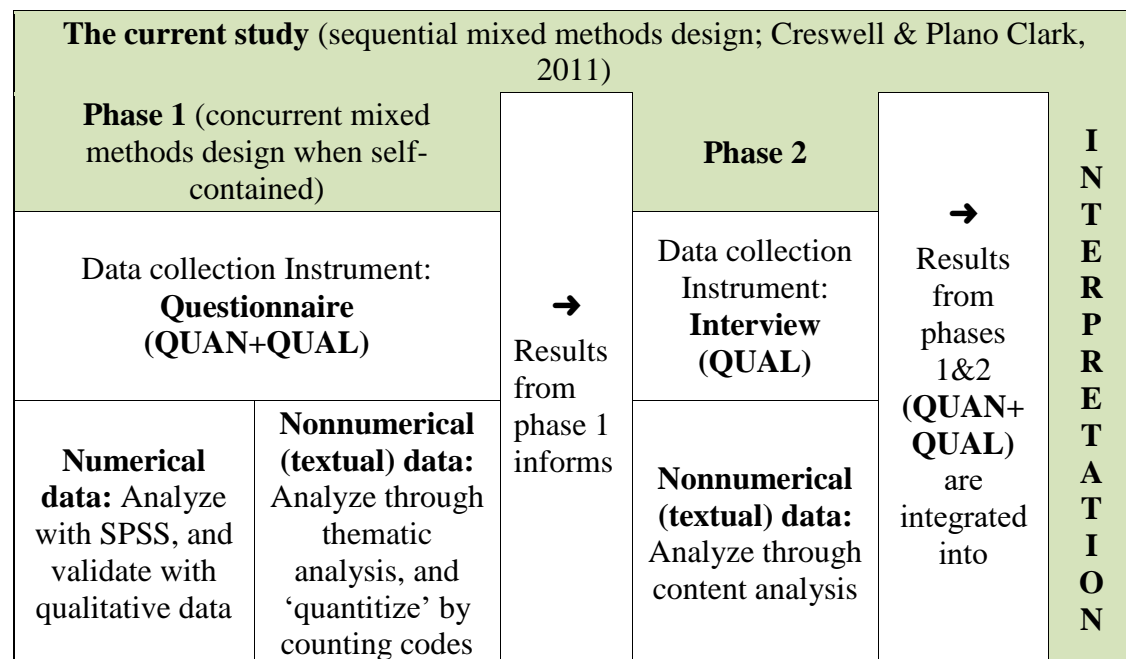 The current study (sequential mixed methods design; Creswell & Plano Clark,
2011)
Phase 1 (concurrent mixed
methods design when self-
contained)
Data collection Instrument:
Questionnaire
(QUAN+QUAL)
Numerical
data: Analyze
with SPSS, and
validate with
qualitative data
Nonnumerical
(textual) data:
Analyze through
thematic
analysis, and
‘quantitize’ by
counting codes
➜
Results
from
phase 1
informs
Phase 2
Data collection
Instrument:
Interview
(QUAL)
Nonnumerical
(textual) data:
Analyze through
content analysis
➜
Results
from
phases
1&2
(QUAN+
QUAL)
are
integrated
into
I
N
T
E
R
P
R
E
T
A
T
I
O
N